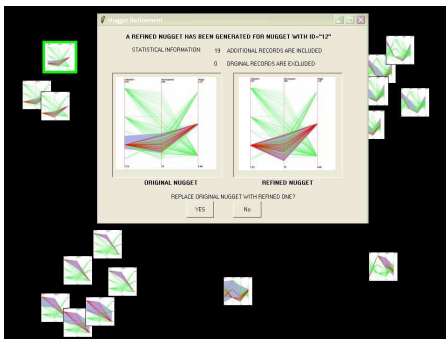 Nugget Refinement
A REFINED NUGGET HAS BEEN GENERATED FOR NUGGET WITH ID="12"
STATISTICAL INFORMATION: 19 ADDITIONAL RECORDS ARE INCLUDED
0 ORGINAL RECORDS ARE EXCLUDED
ORIGINAL NUGGET REFINED NUGGET
REPLACE ORIGINAL NUGGET WITH REFINED ONE?
YES No